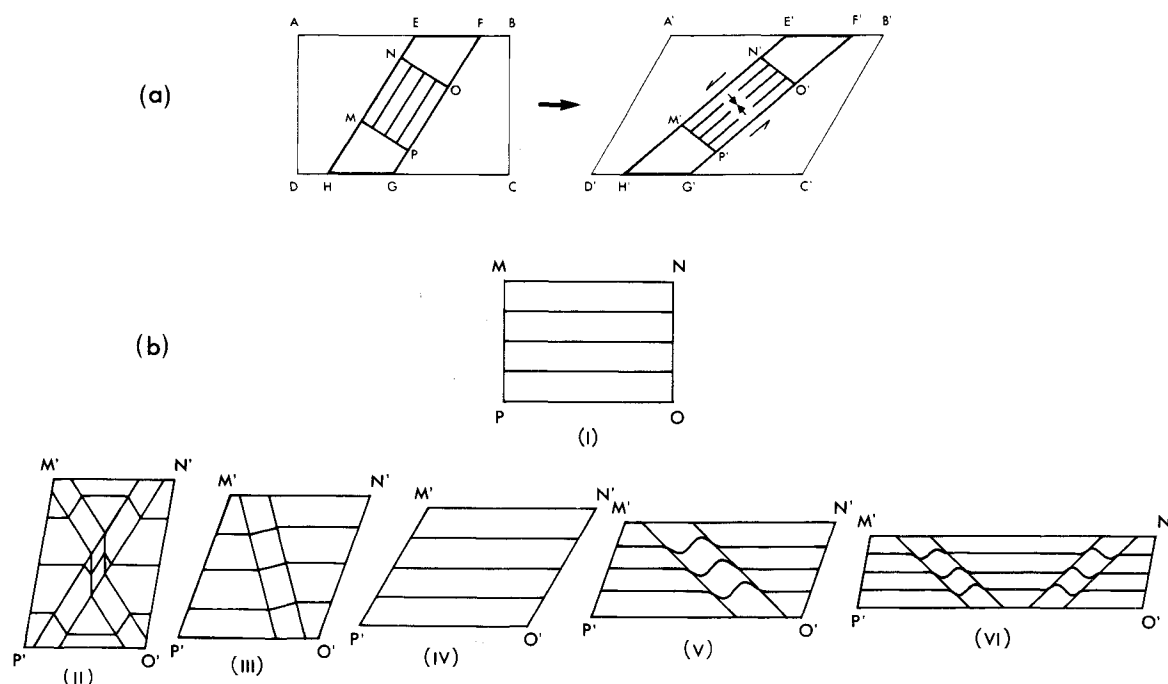 A E F B A' E' F' B'
N N'
(a) O O'
M M'
P P'
D H G C D' H' G' C'
M N
(b)
P O
(I)
M' N' M' N' M' N' M' N' M' N
P' O' P' O' P' O' P' O' P' O'
(II) (III) (IV) (V) (VI)